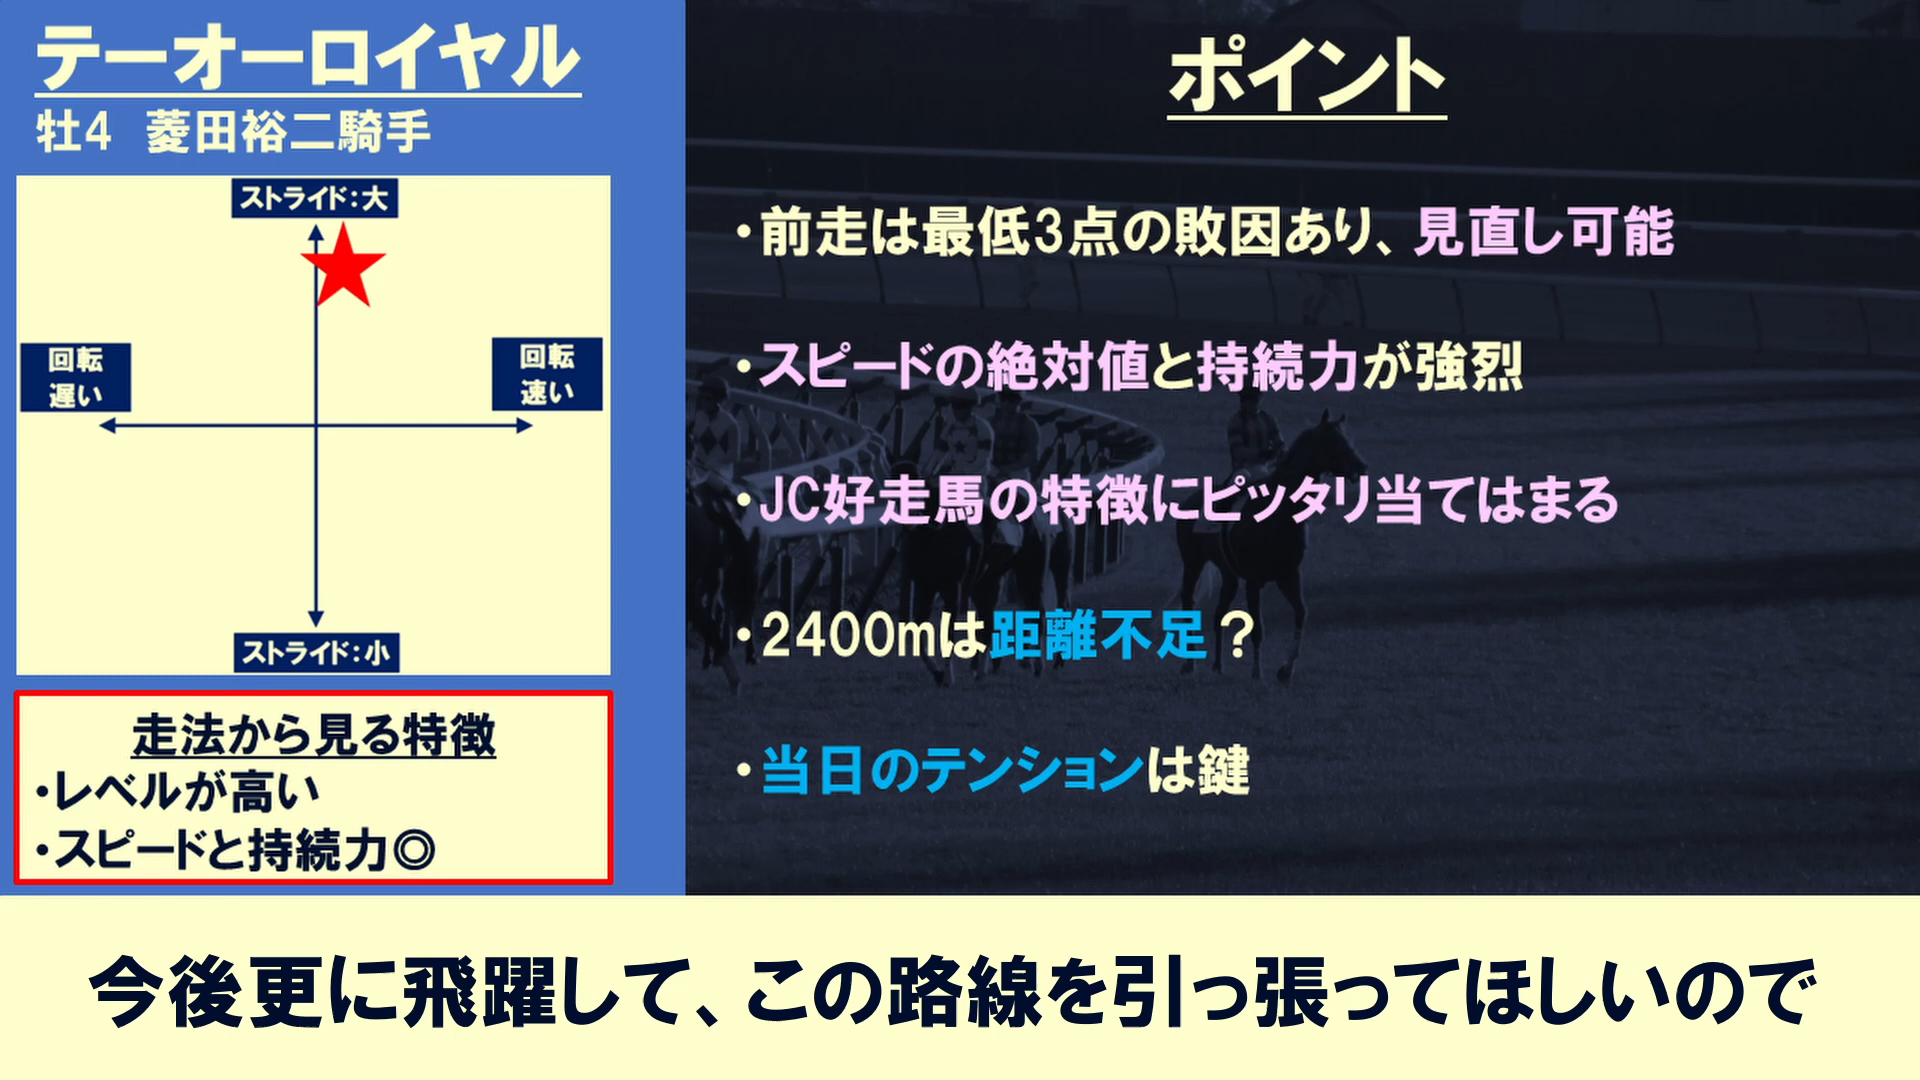 テーオーロイヤル
牡4 菱田裕二騎手
ストライド:大
回転
遅い
回転
速い
ストライド:小
走法から見る特徴
・レベルが高い
・スピードと持続力◎
ポイント
・前走は最低3点の敗因あり、見直し可能
・スピードの絶対値と持続力が強烈
・JC好走馬の特徴にピッタリ当てはまる
・2400mは距離不足?
・当日のテンションは鍵
今後更に飛躍して、この路線を引っ張ってほしいので